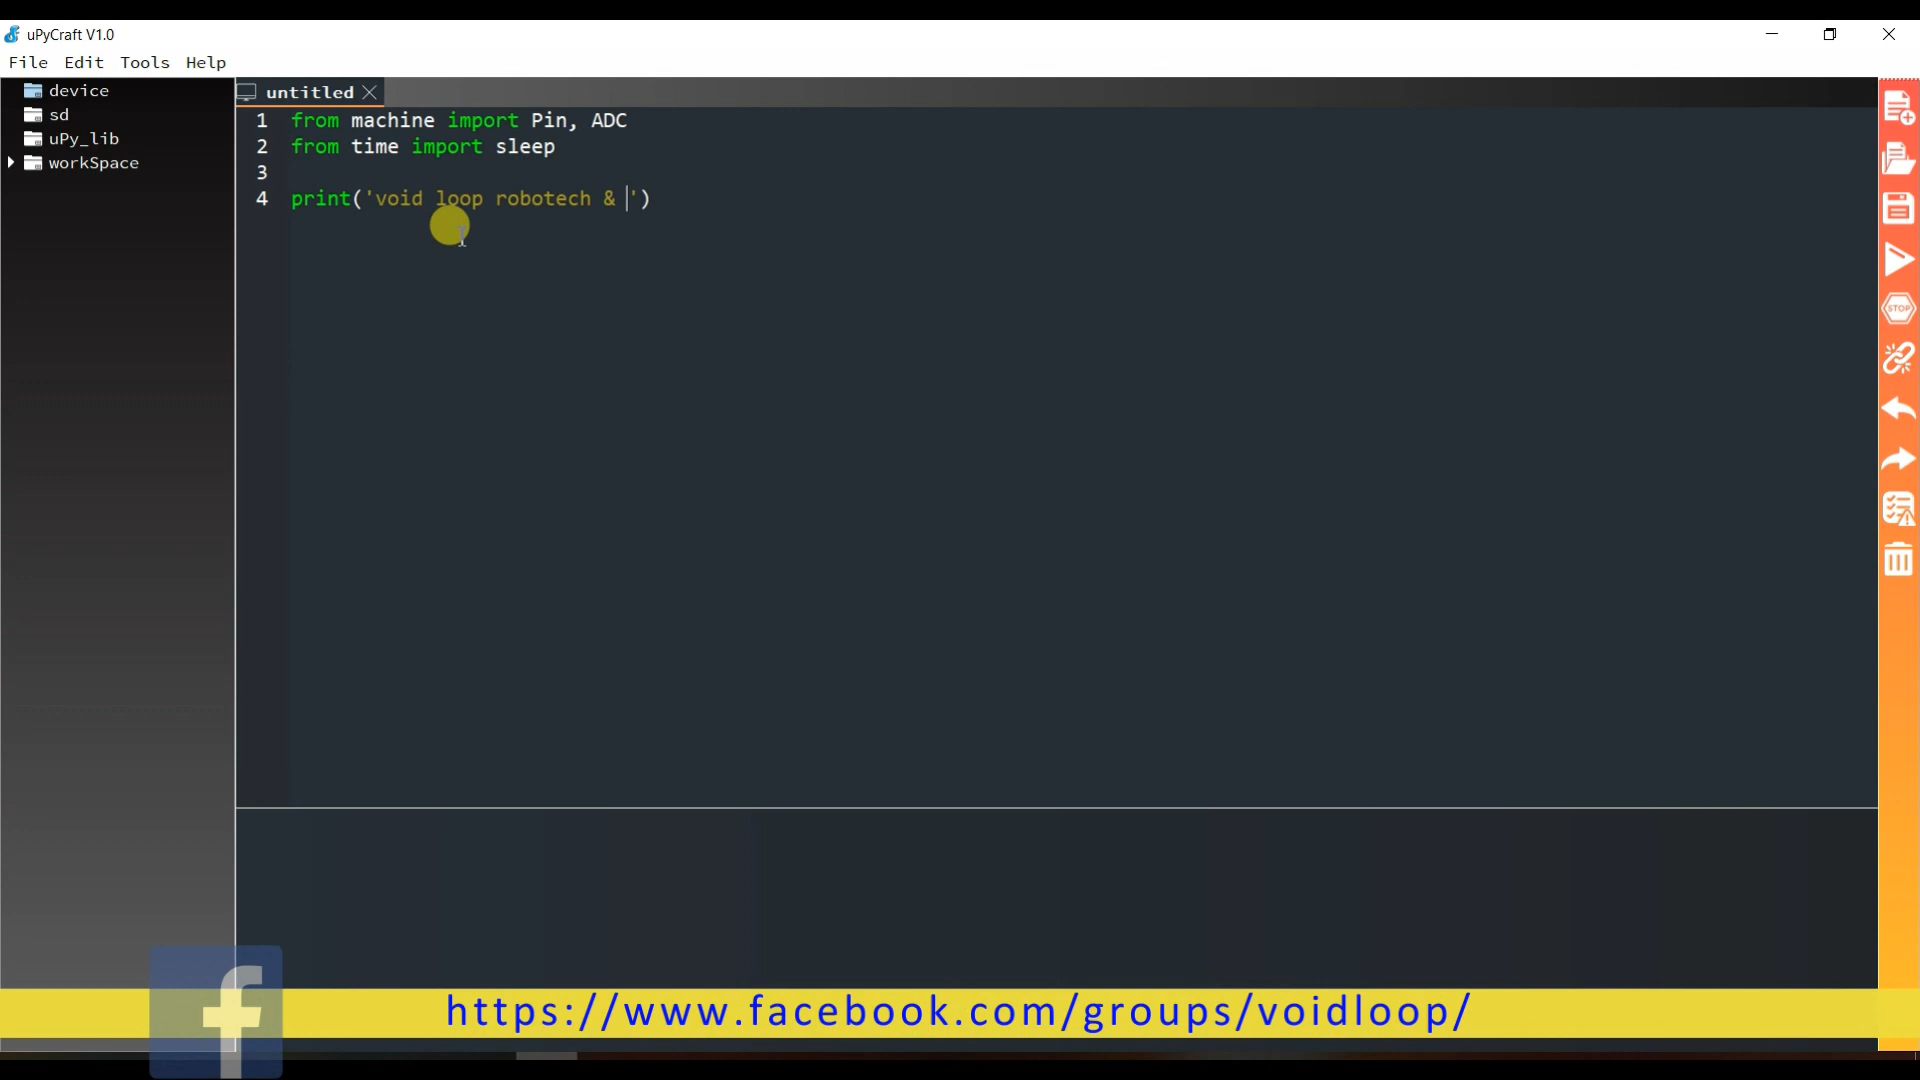 uPyCraft V1.0
File Edit Tools Help
device
sd
uPy_lib
workSpace
untitled
1 from machine import Pin, ADC
2 from time import sleep
3
4 print('void loop robotech & ')
STOP
f
https://www.facebook.com/groups/voidloop/